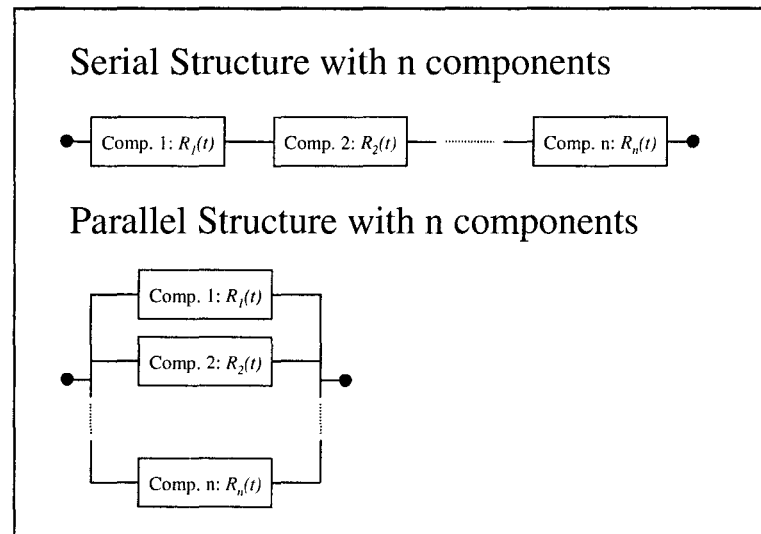 Serial Structure with n components
Comp. 1: R₁(t) Comp. 2: R₂(t) Comp. n: Rₙ(t)
Parallel Structure with n components
Comp. 1: R₁(t)
Comp. 2: R₂(t)
Comp. n: Rₙ(t)